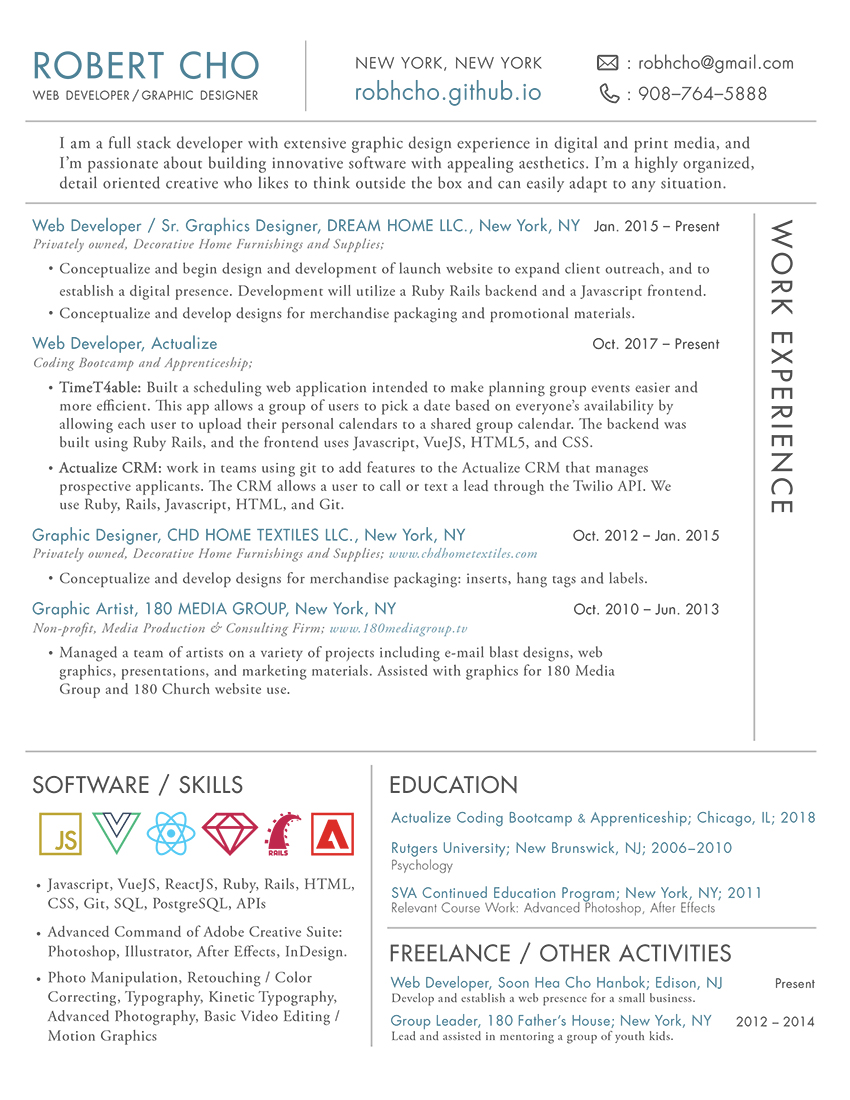 ROBERT CHO
WEB DEVELOPER / GRAPHIC DESIGNER
NEW YORK, NEW YORK
robhcho.github.io
: robhcho@gmail.com
: 908–764–5888
I am a full stack developer with extensive graphic design experience in digital and print media, and
I'm passionate about building innovative software with appealing aesthetics. I'm a highly organized,
detail oriented creative who likes to think outside the box and can easily adapt to any situation.
WORK EXPERIENCE
Web Developer / Sr. Graphics Designer, DREAM HOME LLC., New York, NY Jan. 2015 – Present
Privately owned, Decorative Home Furnishings and Supplies;
• Conceptualize and begin design and development of launch website to expand client outreach, and to
establish a digital presence. Development will utilize a Ruby Rails backend and a Javascript frontend.
• Conceptualize and develop designs for merchandise packaging and promotional materials.
Web Developer, Actualize Oct. 2017 – Present
Coding Bootcamp and Apprenticeship;
• TimeT4able: Built a scheduling web application intended to make planning group events easier and
more efficient. This app allows a group of users to pick a date based on everyone's availability by
allowing each user to upload their personal calendars to a shared group calendar. The backend was
built using Ruby Rails, and the frontend uses Javascript, VueJS, HTML5, and CSS.
• Actualize CRM: work in teams using git to add features to the Actualize CRM that manages
prospective applicants. The CRM allows a user to call or text a lead through the Twilio API. We
use Ruby, Rails, Javascript, HTML, and Git.
Graphic Designer, CHD HOME TEXTILES LLC., New York, NY Oct. 2012 – Jan. 2015
Privately owned, Decorative Home Furnishings and Supplies; www.chdhometextiles.com
• Conceptualize and develop designs for merchandise packaging: inserts, hang tags and labels.
Graphic Artist, 180 MEDIA GROUP, New York, NY Oct. 2010 – Jun. 2013
Non-profit, Media Production & Consulting Firm; www.180mediagroup.tv
• Managed a team of artists on a variety of projects including e-mail blast designs, web
graphics, presentations, and marketing materials. Assisted with graphics for 180 Media
Group and 180 Church website use.
SOFTWARE / SKILLS
JS
RAILS
• Javascript, VueJS, ReactJS, Ruby, Rails, HTML,
CSS, Git, SQL, PostgreSQL, APIs
• Advanced Command of Adobe Creative Suite:
Photoshop, Illustrator, After Effects, InDesign.
• Photo Manipulation, Retouching / Color
Correcting, Typography, Kinetic Typography,
Advanced Photography, Basic Video Editing /
Motion Graphics
EDUCATION
Actualize Coding Bootcamp & Apprenticeship; Chicago, IL; 2018
Rutgers University; New Brunswick, NJ; 2006–2010
Psychology
SVA Continued Education Program; New York, NY; 2011
Relevant Course Work: Advanced Photoshop, After Effects
FREELANCE / OTHER ACTIVITIES
Web Developer, Soon Hea Cho Hanbok; Edison, NJ Present
Develop and establish a web presence for a small business.
Group Leader, 180 Father's House; New York, NY 2012 – 2014
Lead and assisted in mentoring a group of youth kids.